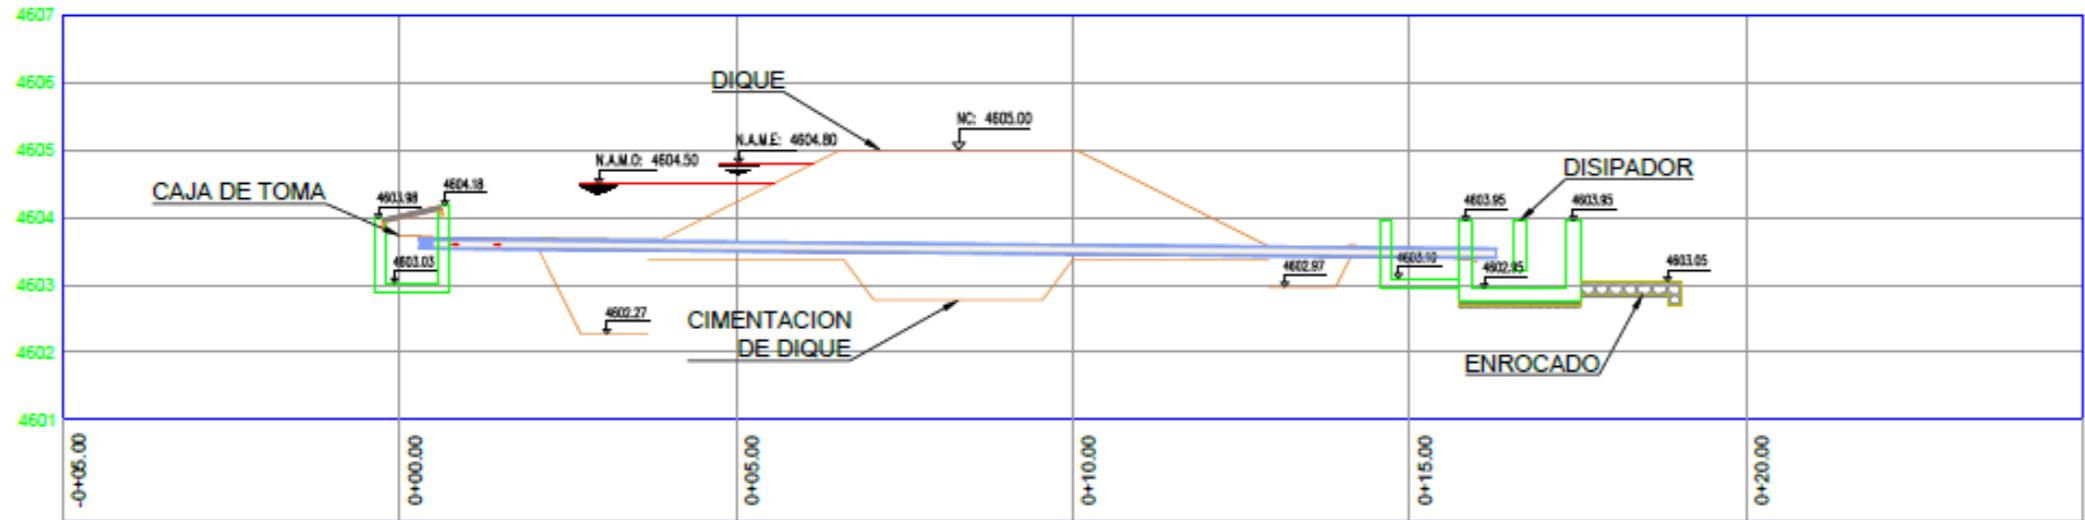 4607
4606
DIQUE
NC: 4605.00
N.A.M.E: 4604.80
4605
N.A.M.O: 4604.50
DISIPADOR
CAJA DE TOMA
4604.18
4603.98
4603.95
4603.95
4604
4603.03
4602.97
4603.10
4602.95
4603.05
4603
4602.27
CIMENTACION
DE DIQUE
4602
ENROCADO
4601
-0+05.00
0+00.00
0+05.00
0+10.00
0+15.00
0+20.00